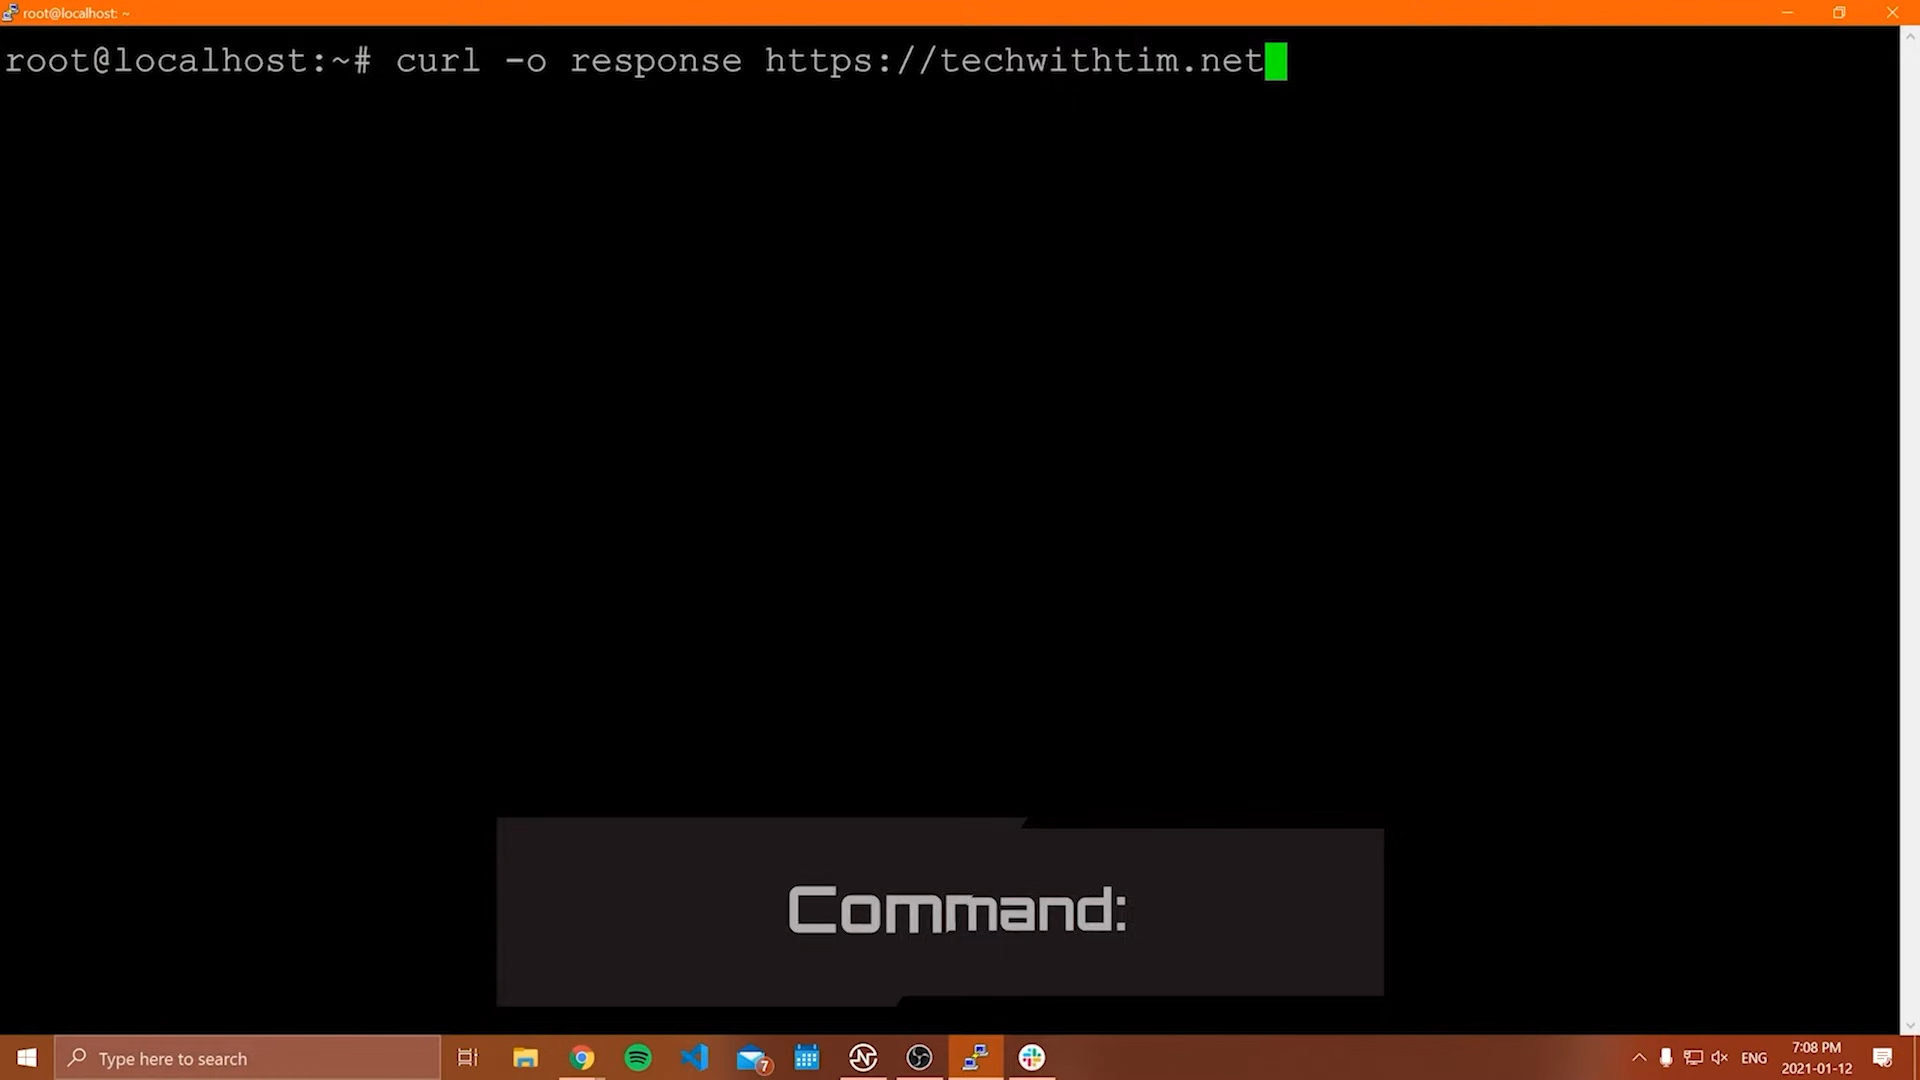 root@localhost: ~
root@localhost:~# curl -o response https://techwithtim.net
Command:
Type here to search
7
ENG
7:08 PM
2021-01-12